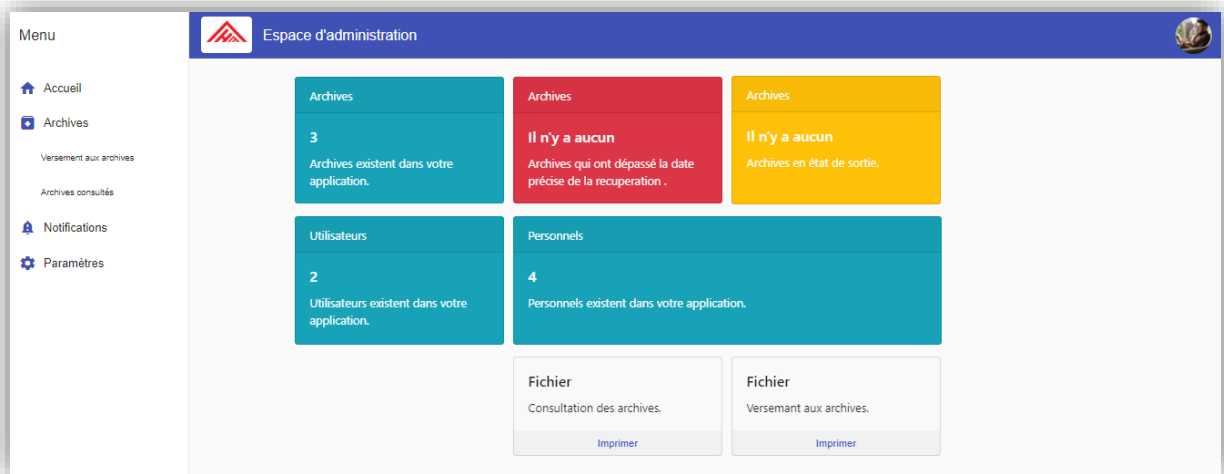 Menu
Espace d'administration
Accueil
Archives
Versement aux archives
Archives consultés
Notifications
Paramètres
Archives
3
Archives existent dans votre
application.
Archives
Il n'y a aucun
Archives qui ont dépassé la date
précise de la recuperation .
Archives
Il n'y a aucun
Archives en état de sortie.
Utilisateurs
2
Utilisateurs existent dans votre
application.
Personnels
4
Personnels existent dans votre application.
Fichier
Consultation des archives.
Imprimer
Fichier
Versemant aux archives.
Imprimer